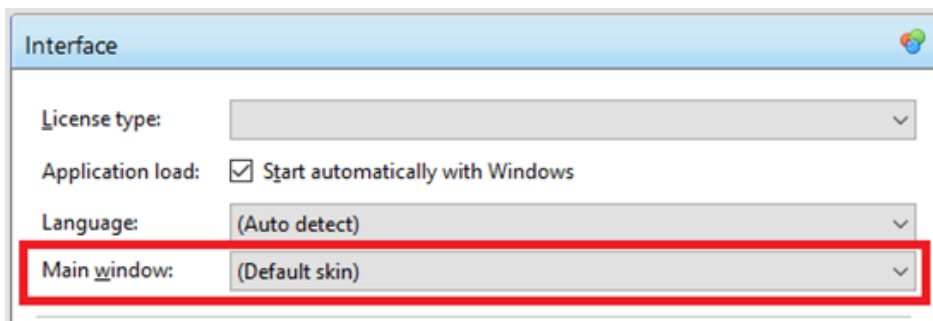 Interface
License type:
Application load: Start automatically with Windows
Language: (Auto detect)
Main window: (Default skin)